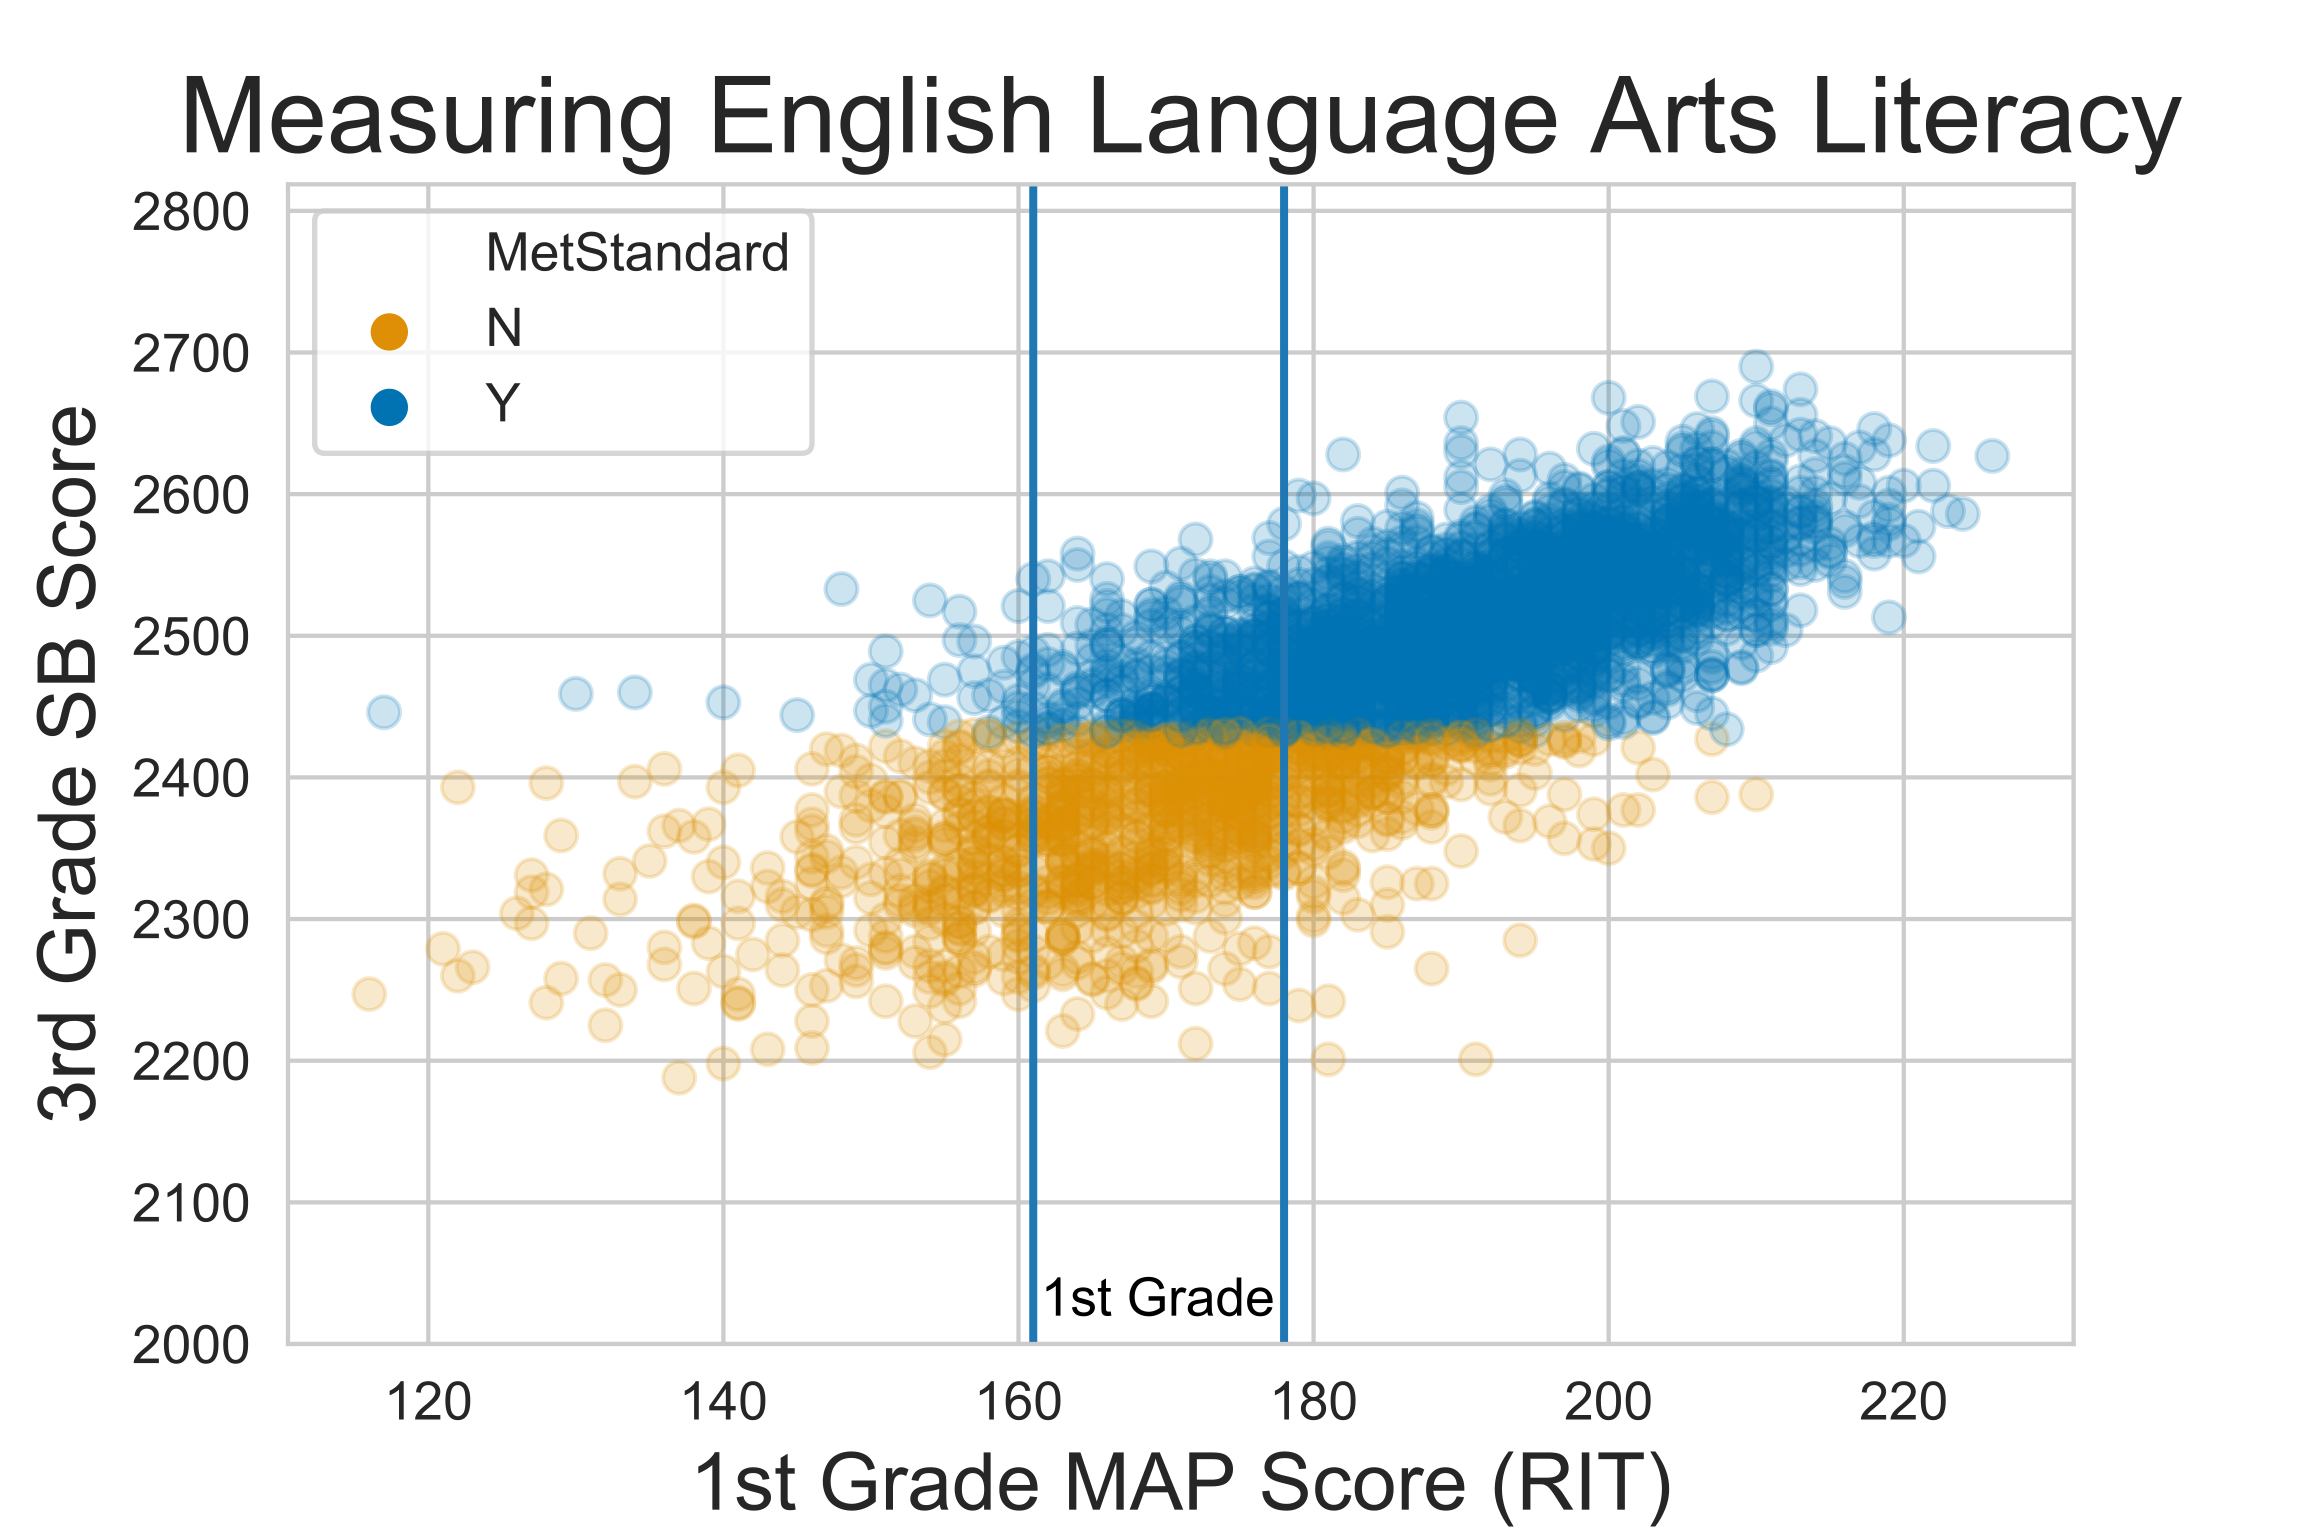 Measuring English Language Arts Literacy
MetStandard
N
Y
3rd Grade SB Score
2800
2700
2600
2500
2400
2300
2200
2100
2000
1st Grade
120 140 160 180 200 220
1st Grade MAP Score (RIT)